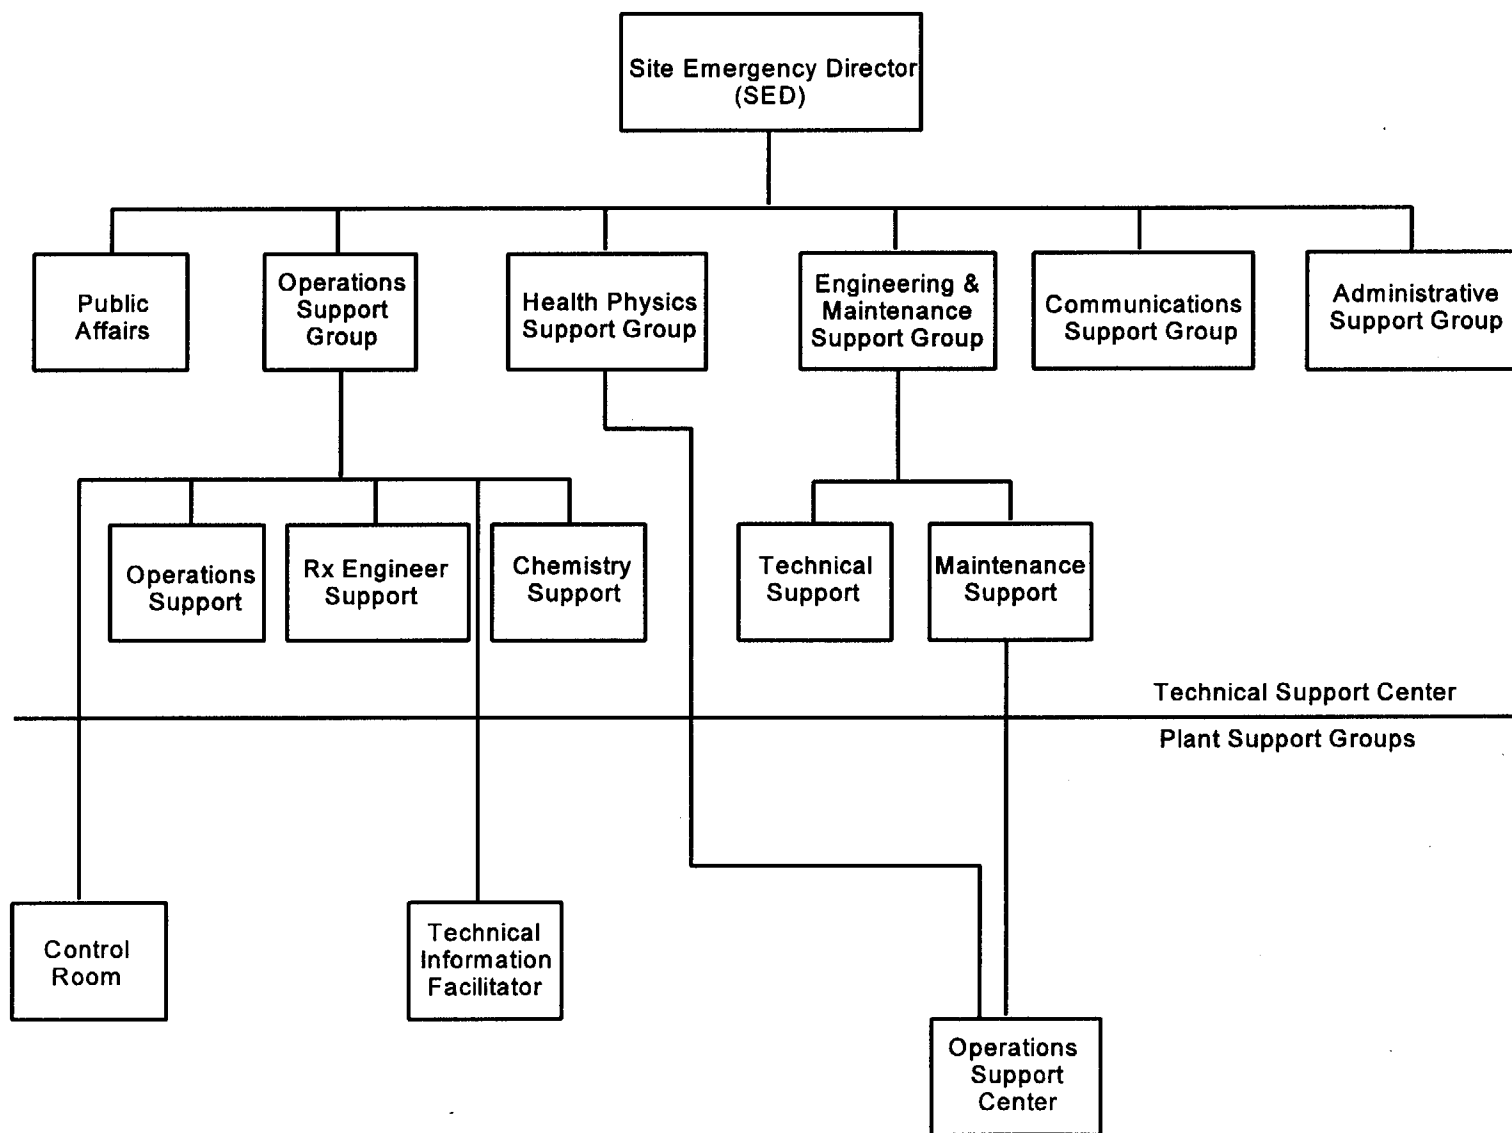 Site Emergency Director
(SED)
Public
Affairs
Operations
Support
Group
Health Physics
Support Group
Engineering &
Maintenance
Support Group
Communications
Support Group
Administrative
Support Group
Operations
Support
Rx Engineer
Support
Chemistry
Support
Technical
Support
Maintenance
Support
Technical Support Center
Plant Support Groups
Control
Room
Technical
Information
Facilitator
Operations
Support
Center